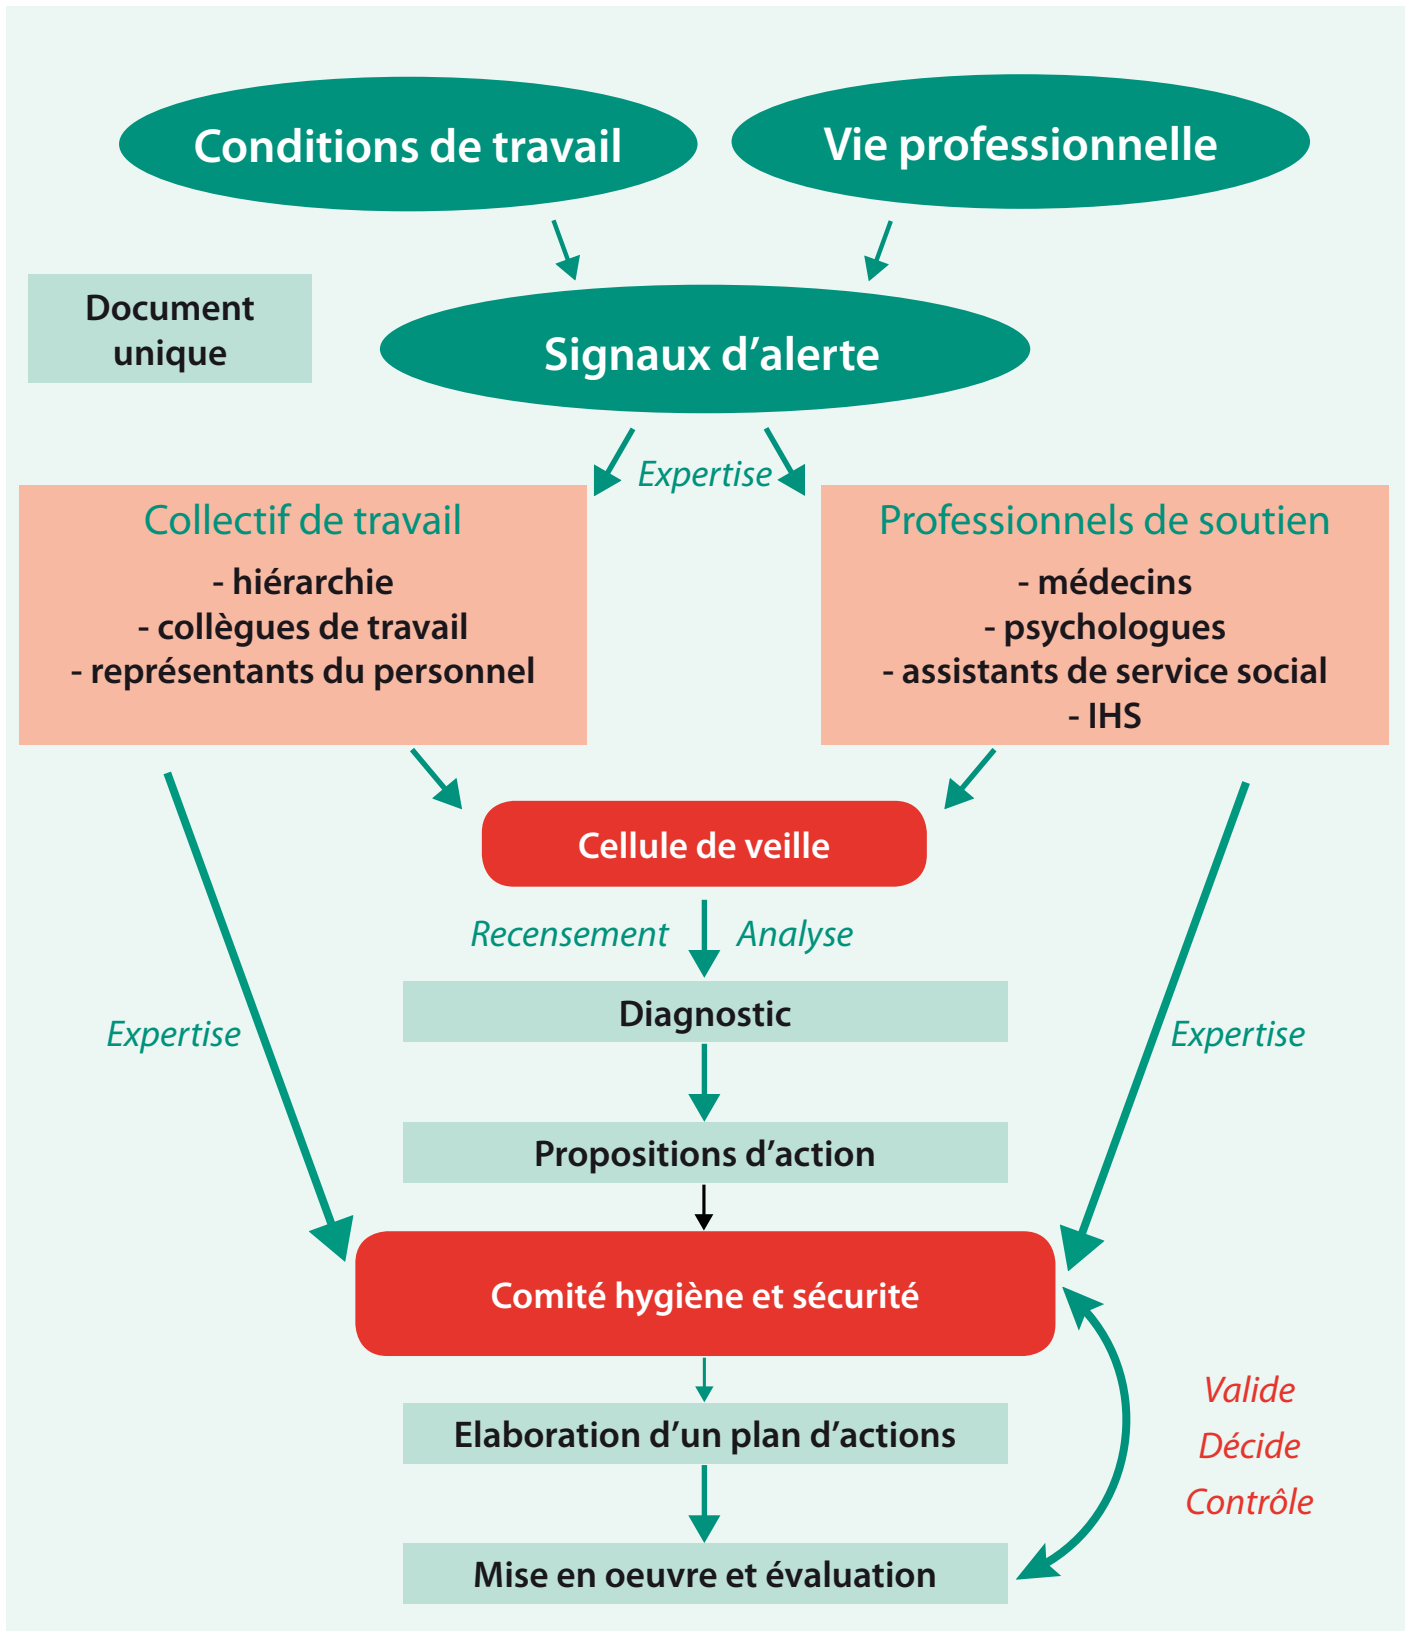 Conditions de travail
Vie professionnelle
Document
unique
Signaux d’alerte
Expertise
Collectif de travail
- hiérarchie
- collègues de travail
- représentants du personnel
Professionnels de soutien
- médecins
- psychologues
- assistants de service social
- IHS
Cellule de veille
Recensement
Analyse
Diagnostic
Expertise
Expertise
Propositions d’action
Comité hygiène et sécurité
Elaboration d’un plan d’actions
Valide
Décide
Contrôle
Mise en oeuvre et évaluation